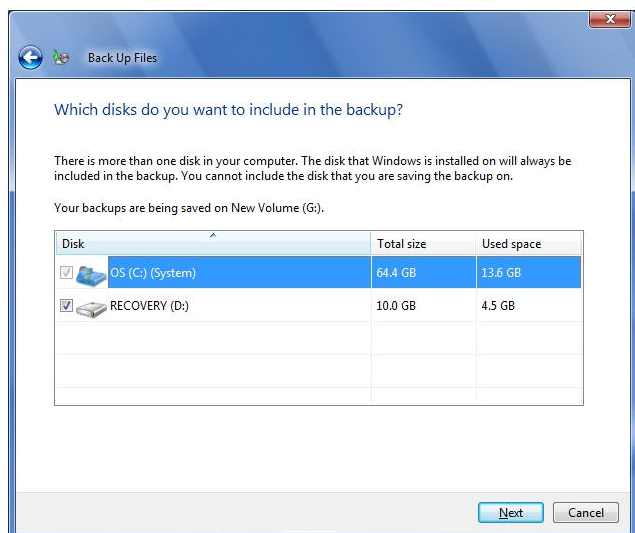 Back Up Files
Which disks do you want to include in the backup?
There is more than one disk in your computer. The disk that Windows is installed on will always be
included in the backup. You cannot include the disk that you are saving the backup on.
Your backups are being saved on New Volume (G:).
Disk Total size Used space
OS (C:) (System) 64.4 GB 13.6 GB
RECOVERY (D:) 10.0 GB 4.5 GB
Next Cancel